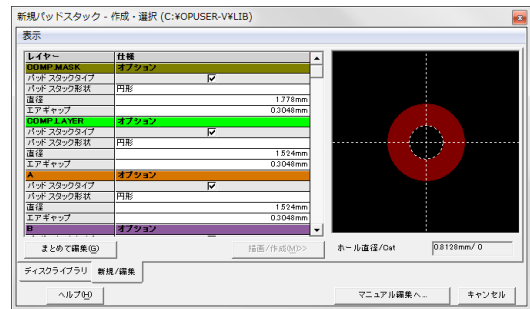 新規パッドスタック - 作成・選択 (C:¥OPUSER-V¥LIB)
表示
レイヤー 仕様
COMP.MASK オプション
パッド スタックタイプ
パッド スタック形状 円形
直径 1.778mm
エアギャップ 0.3048mm
COMP.LAYER オプション
パッド スタックタイプ
パッド スタック形状 円形
直径 1.524mm
エアギャップ 0.3048mm
A オプション
パッド スタックタイプ
パッド スタック形状 円形
直径 1.524mm
エアギャップ 0.3048mm
B オプション
まとめて編集(G) 描画/作成(M)>> ホール直径/Oat 0.8128mm/ 0
ディスクライブラリ 新規/編集
ヘルプ(H) マニュアル編集へ... キャンセル